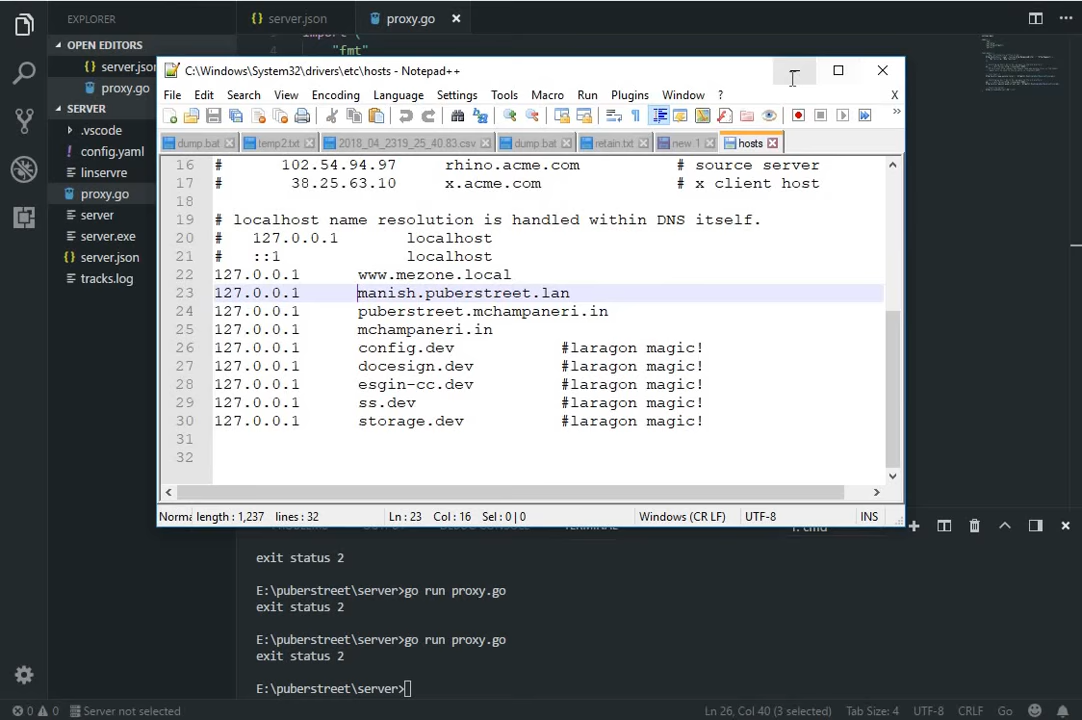 EXPLORER
server.json
proxy.go
OPEN EDITORS
server.json
proxy.go
SERVER
.vscode
config.yaml
linservre
proxy.go
server
server.exe
server.json
tracks.log
import (
4 "fmt"
C:\Windows\System32\drivers\etc\hosts - Notepad++
File Edit Search View Encoding Language Settings Tools Macro Run Plugins Window ? X
dump.bat temp2.txt 2018_04_2319_25_40.83.csv dump.bat retain.txt new 1 hosts
16 # 102.54.94.97 rhino.acme.com # source server
17 # 38.25.63.10 x.acme.com # x client host
18
19 # localhost name resolution is handled within DNS itself.
20 # 127.0.0.1 localhost
21 # ::1 localhost
22 127.0.0.1 www.mezone.local
23 127.0.0.1 manish.puberstreet.lan
24 127.0.0.1 puberstreet.mchampaneri.in
25 127.0.0.1 mchampaneri.in
26 127.0.0.1 config.dev #laragon magic!
27 127.0.0.1 docesign.dev #laragon magic!
28 127.0.0.1 esgin-cc.dev #laragon magic!
29 127.0.0.1 ss.dev #laragon magic!
30 127.0.0.1 storage.dev #laragon magic!
31
32
Norma length : 1,237 lines : 32 Ln : 23 Col : 16 Sel : 0 | 0 Windows (CR LF) UTF-8 INS
exit status 2
E:\puberstreet\server>go run proxy.go
exit status 2
E:\puberstreet\server>go run proxy.go
exit status 2
E:\puberstreet\server>
0 0 Server not selected Ln 26, Col 40 (3 selected) Tab Size: 4 UTF-8 CRLF Go